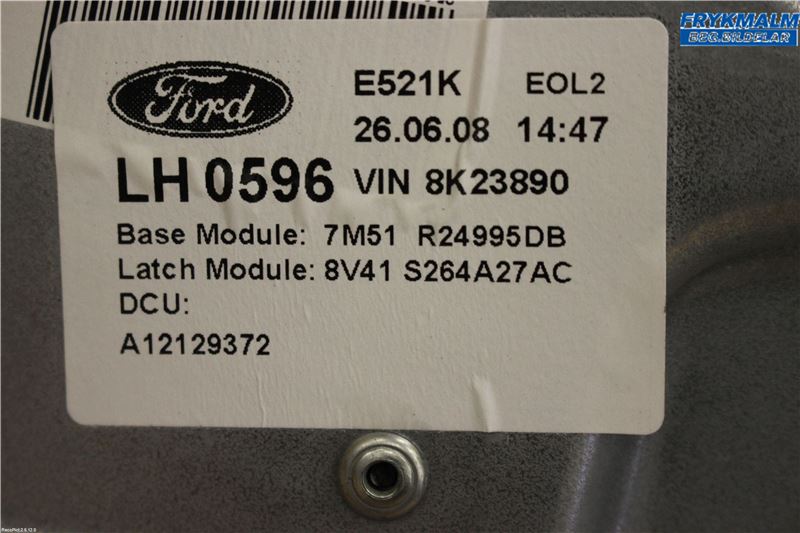 FRYKMALM
BZG.BILDELAR
Ford
E521K EOL2
26.06.08 14:47
LH 0596 VIN 8K23890
Base Module: 7M51 R24995DB
Latch Module: 8V41 S264A27AC
DCU:
A12129372